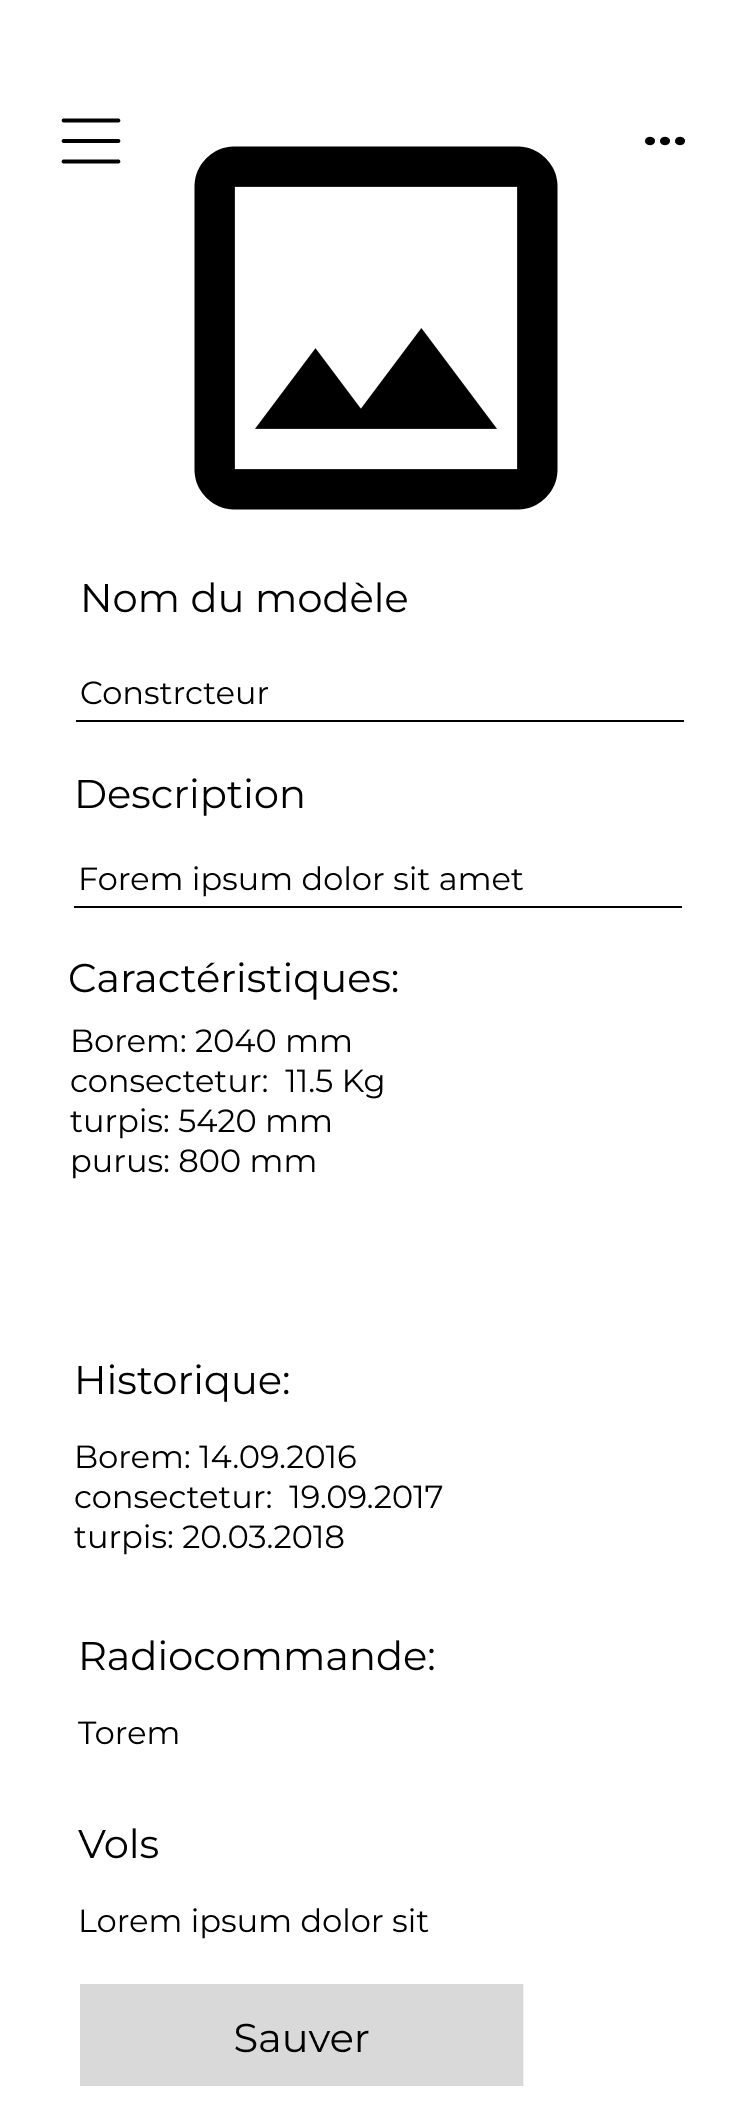 Nom du modèle
Constrcteur
Description
Forem ipsum dolor sit amet
Caractéristiques:
Borem: 2040 mm
consectetur:  11.5 Kg
turpis: 5420 mm
purus: 800 mm
Historique:
Borem: 14.09.2016
consectetur:  19.09.2017
turpis: 20.03.2018
Radiocommande:
Torem
Vols
Lorem ipsum dolor sit
Sauver